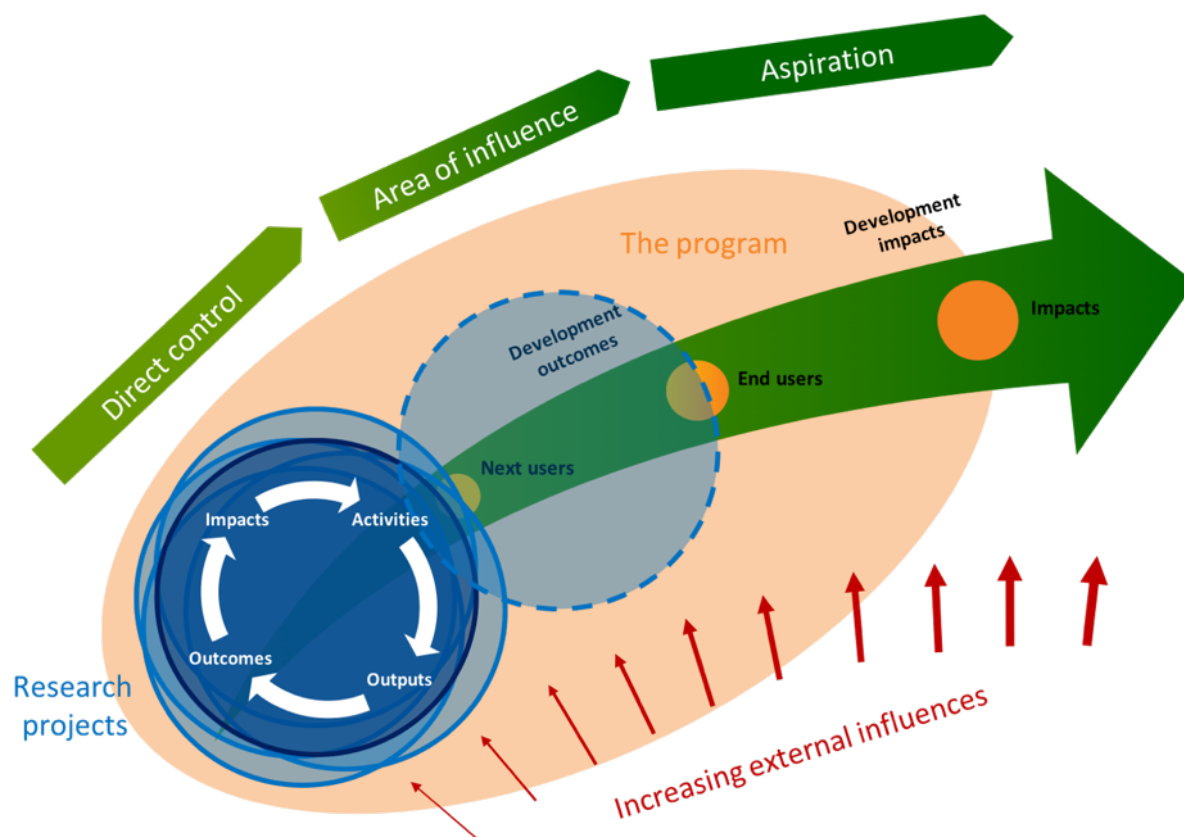 Aspiration
Area of influence
Direct control
The program
Development
impacts
Development
outcomes
Impacts
End users
Next users
Impacts
Activities
Outcomes
Outputs
Research
projects
Increasing external influences